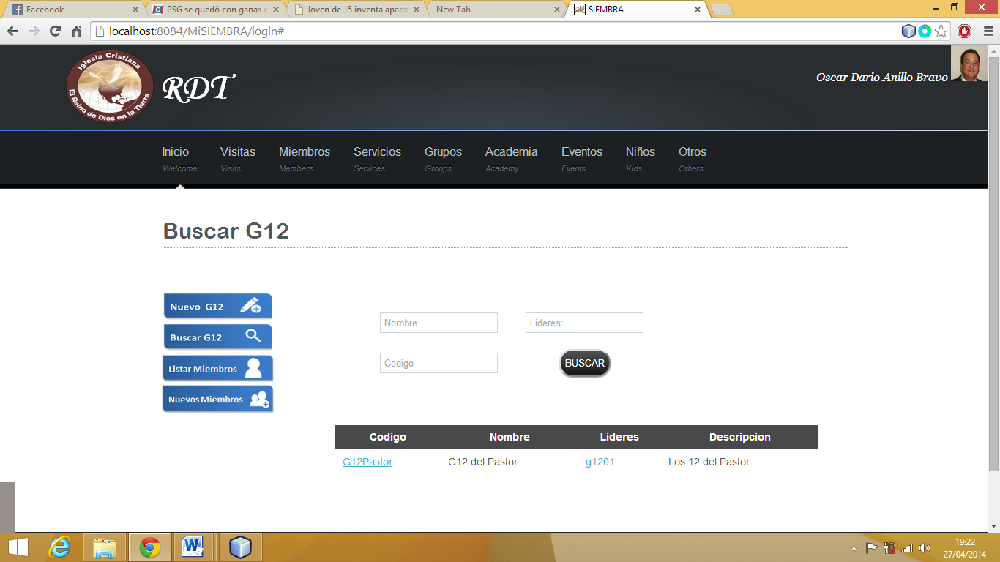 Facebook
PSG se quedó con ganas d
Joven de 15 inventa aparat
New Tab
SIEMBRA
localhost:8084/MiSIEMBRA/login#
Iglesia Cristiana
El Reino de Dios en la Tierra
RDT
Oscar Dario Anillo Bravo
Inicio Visitas Miembros Servicios Grupos Academia Eventos Niños Otros
Welcome Visits Members Services Groups Academy Events Kids Others
Buscar G12
Nuevo G12
Buscar G12
Listar Miembros
Nuevos Miembros
Nombre Lideres:
Codigo BUSCAR
Codigo Nombre Lideres Descripcion
G12Pastor G12 del Pastor g1201 Los 12 del Pastor
19:22
27/04/2014